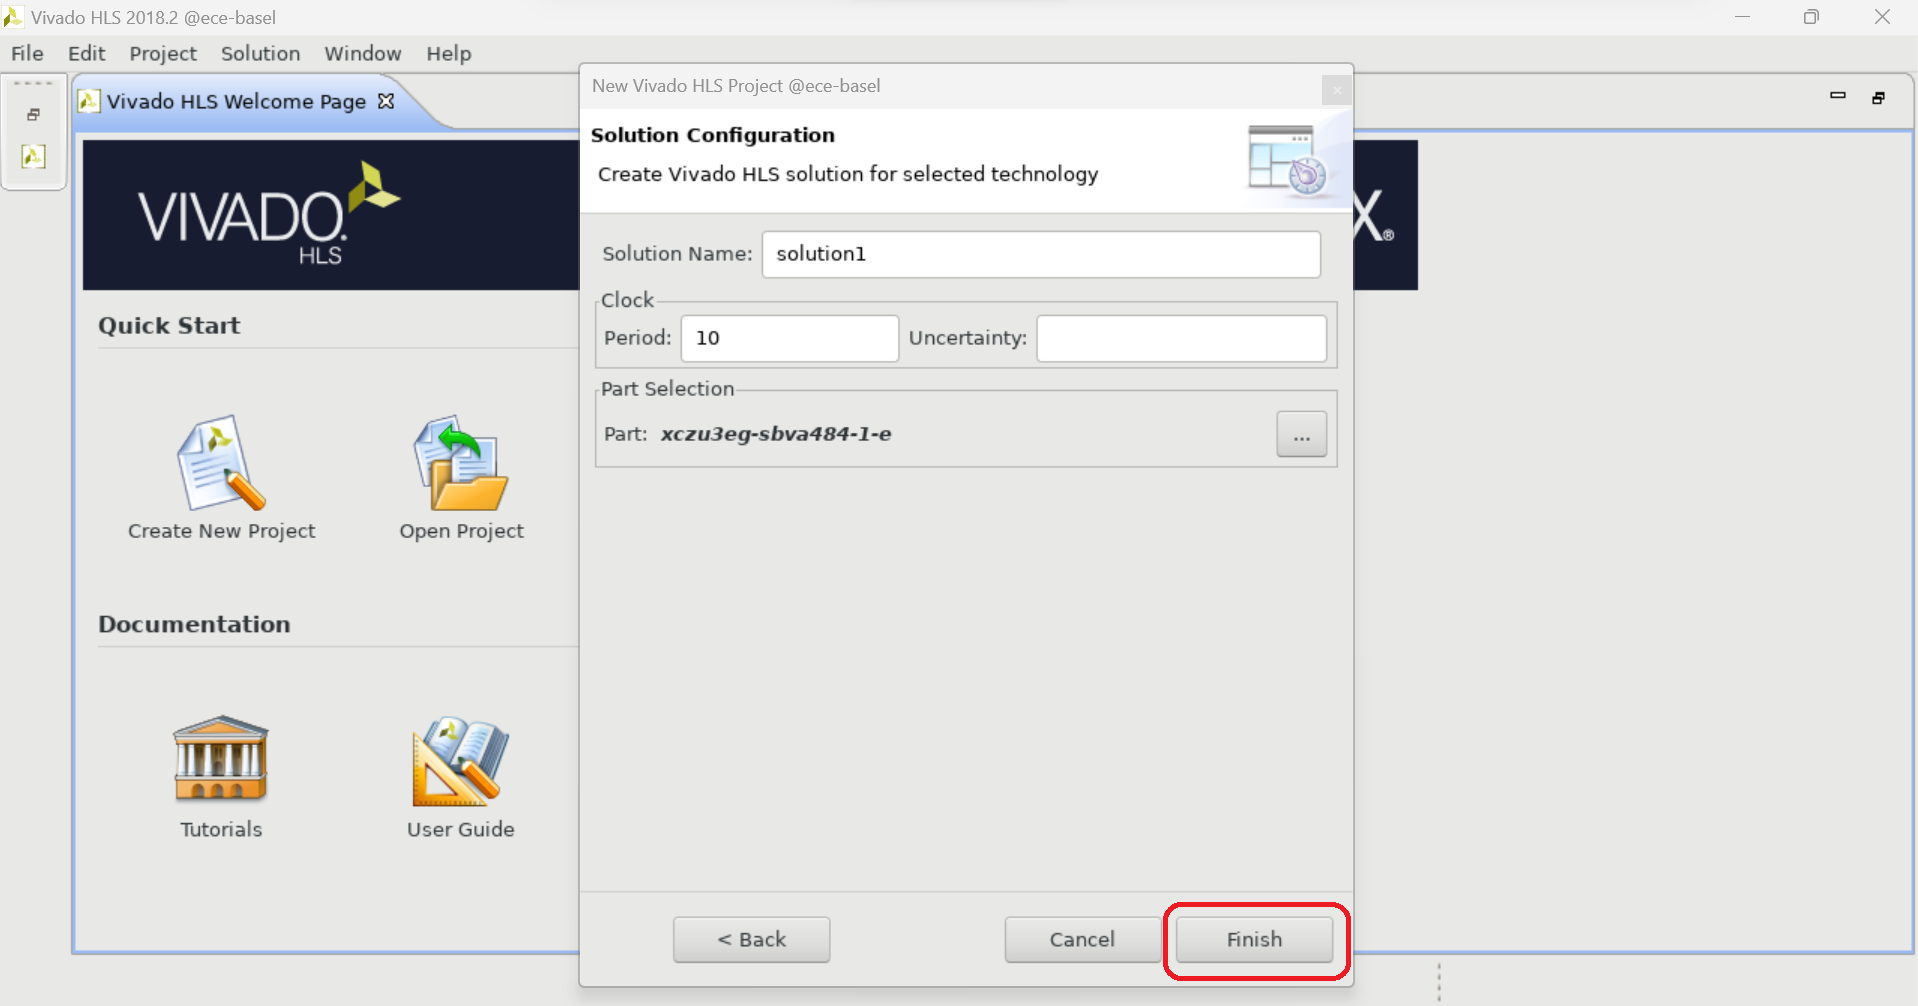 Vivado HLS 2018.2 @ece-basel
File Edit Project Solution Window Help
Vivado HLS Welcome Page
VIVADO.
HLS
X®
Quick Start
Create New Project
Open Project
Documentation
Tutorials
User Guide
New Vivado HLS Project @ece-basel
Solution Configuration
Create Vivado HLS solution for selected technology
Solution Name: solution1
Clock
Period: 10 Uncertainty:
Part Selection
Part: xczu3eg-sbva484-1-e ...
< Back Cancel Finish